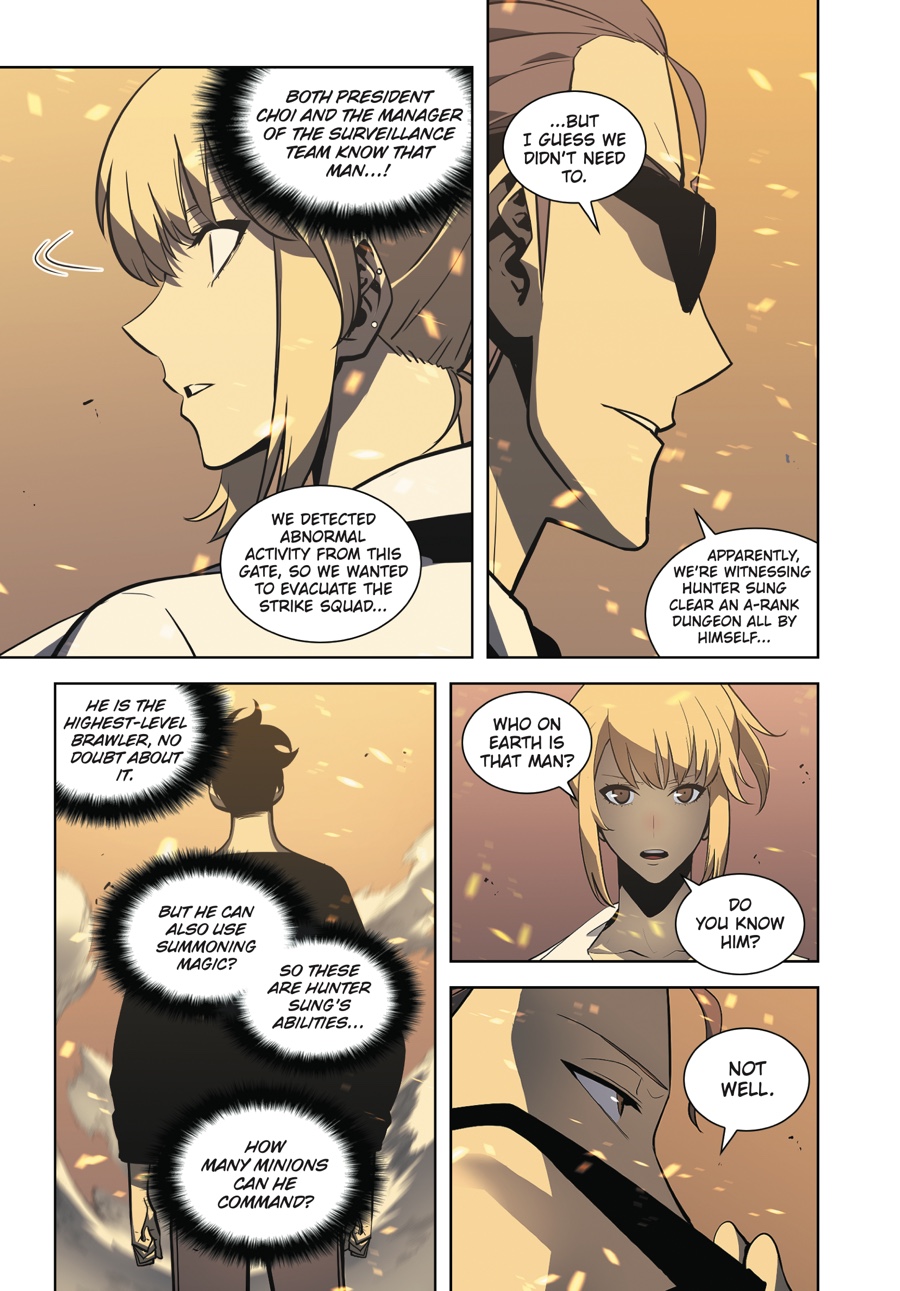 BOTH PRESIDENT
CHOI AND THE MANAGER
OF THE SURVEILLANCE
TEAM KNOW THAT
MAN...!
WE DETECTED
ABNORMAL
ACTIVITY FROM THIS
GATE, SO WE WANTED
TO EVACUATE THE
STRIKE SQUAD...
...BUT
I GUESS WE
DIDN'T NEED
TO.
APPARENTLY,
WE'RE WITNESSING
HUNTER SUNG
CLEAR AN A-RANK
DUNGEON ALL BY
HIMSELF...
HE IS THE
HIGHEST-LEVEL
BRAWLER, NO
DOUBT ABOUT
IT.
BUT HE CAN
ALSO USE
SUMMONING
MAGIC?
SO THESE
ARE HUNTER
SUNG'S
ABILITIES...
HOW
MANY MINIONS
CAN HE
COMMAND?
WHO ON
EARTH IS
THAT MAN?
DO
YOU KNOW
HIM?
NOT
WELL.